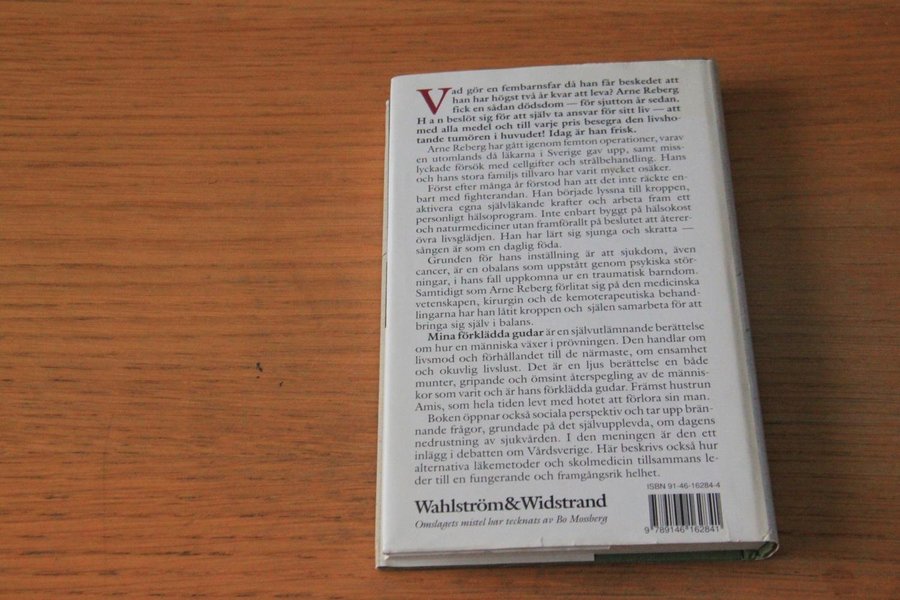 Vad gör en fembarnsfar då han får beskedet att
han har högst två år kvar att leva? Arne Reberg
fick en sådan dödsdom — för sjutton år sedan.
Han beslöt sig för att själv ta ansvar för sitt liv — att
med alla medel och till varje pris besegra den livsho-
tande tumören i huvudet! Idag är han frisk.
Arne Reberg har gått igenom femton operationer, varav
en utomlands då läkarna i Sverige gav upp, samt miss-
lyckade försök med cellgifter och strålbehandling. Hans
och hans stora familjs tillvaro har varit mycket osäker.
Först efter många år förstod han att det inte räckte en-
bart med fighterandan. Han började lyssna till kroppen,
aktivera egna självläkande krafter och arbeta fram ett
personligt hälsoprogram. Inte enbart byggt på hälsokost
och naturmediciner utan framförallt på beslutet att återer-
övra livsglädjen. Han har lärt sig sjunga och skratta —
sången är som en daglig föda.
Grunden för hans inställning är att sjukdom, även
cancer, är en obalans som uppstått genom psykiska stör-
ningar, i hans fall uppkomna ur en traumatisk barndom.
Samtidigt som Arne Reberg förlitat sig på den medicinska
vetenskapen, kirurgin och de kemoterapeutiska behand-
lingarna har han låtit kroppen och själen samarbeta för att
bringa sig själv i balans.
Mina förklädda gudar är en självutlämnande berättelse
om hur en människa växer i prövningen. Den handlar om
livsmod och förhållandet till de närmaste, om ensamhet
och okuvlig livslust. Det är en ljus berättelse en både
munter, gripande och ömsint återspegling av de männis-
kor som varit och är hans förklädda gudar. Främst hustrun
Amis, som hela tiden levt med hotet att förlora sin man.
Boken öppnar också sociala perspektiv och tar upp brän-
nande frågor, grundade på det självupplevda, om dagens
nedrustning av sjukvården. I den meningen är den ett
inlägg i debatten om Vårdsverige. Här beskrivs också hur
alternativa läkemetoder och skolmedicin tillsammans le-
der till en fungerande och framgångsrik helhet.
ISBN 91-46-16284-4
Wahlström&Widstrand
Omslagets mistel har tecknats av Bo Mossberg
9 789146 162841